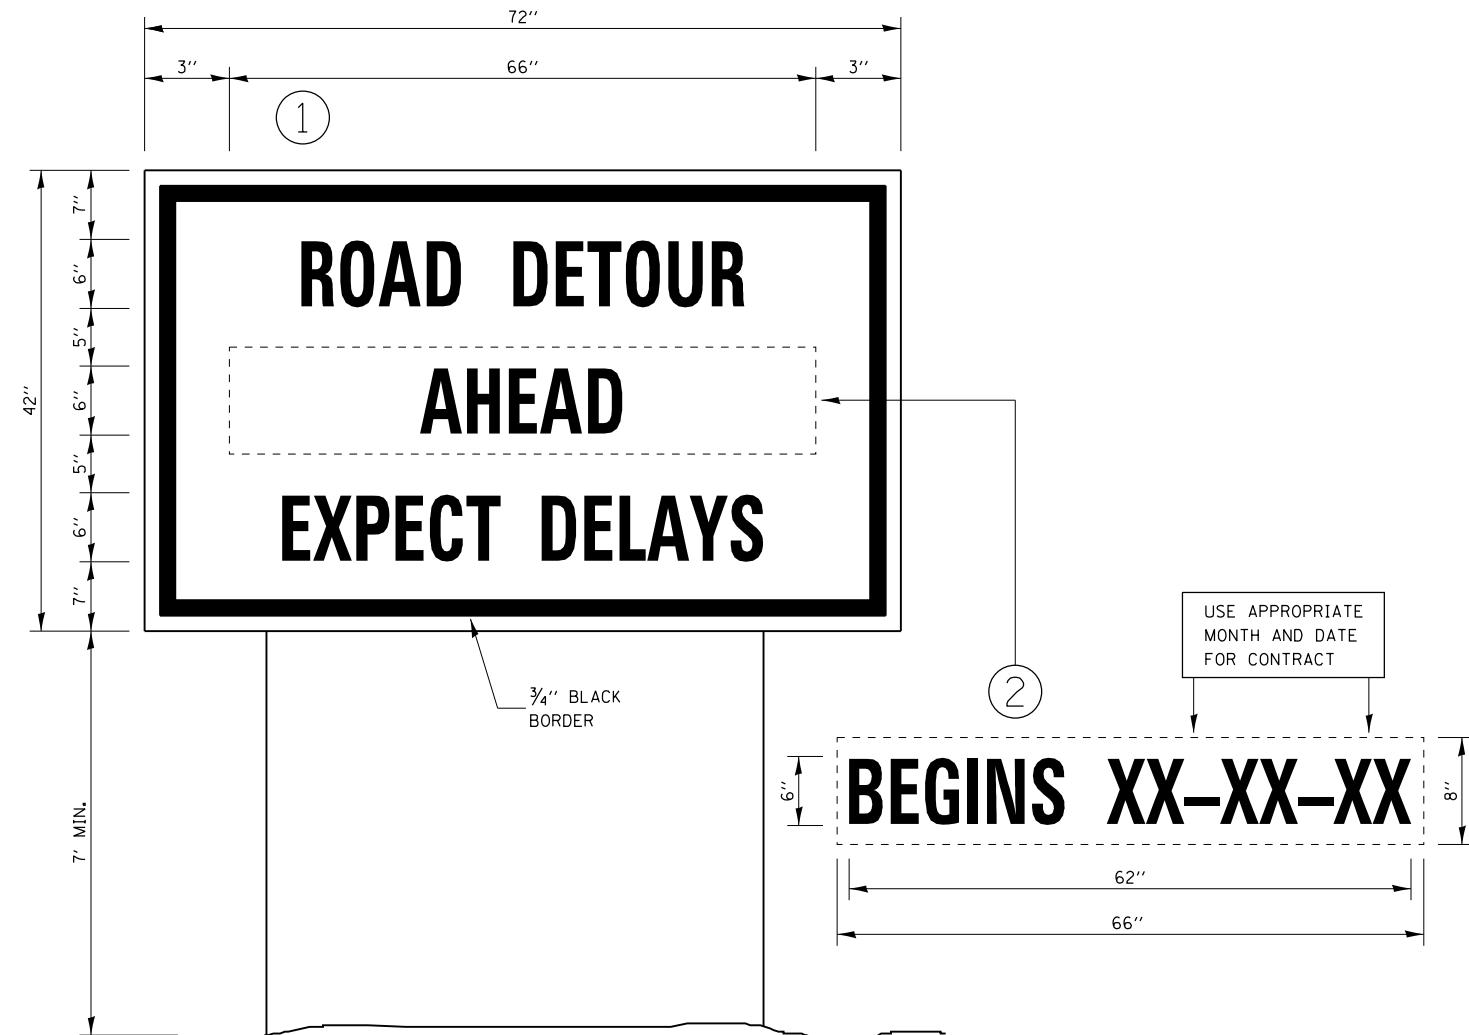 72''
3'' 66'' 3''
1
7''
6''
5''
6''
5''
6''
7''
42''
7' MIN.
ROAD DETOUR
AHEAD
EXPECT DELAYS
3/4'' BLACK
BORDER
2
USE APPROPRIATE
MONTH AND DATE
FOR CONTRACT
6''
BEGINS XX-XX-XX
8''
62''
66''